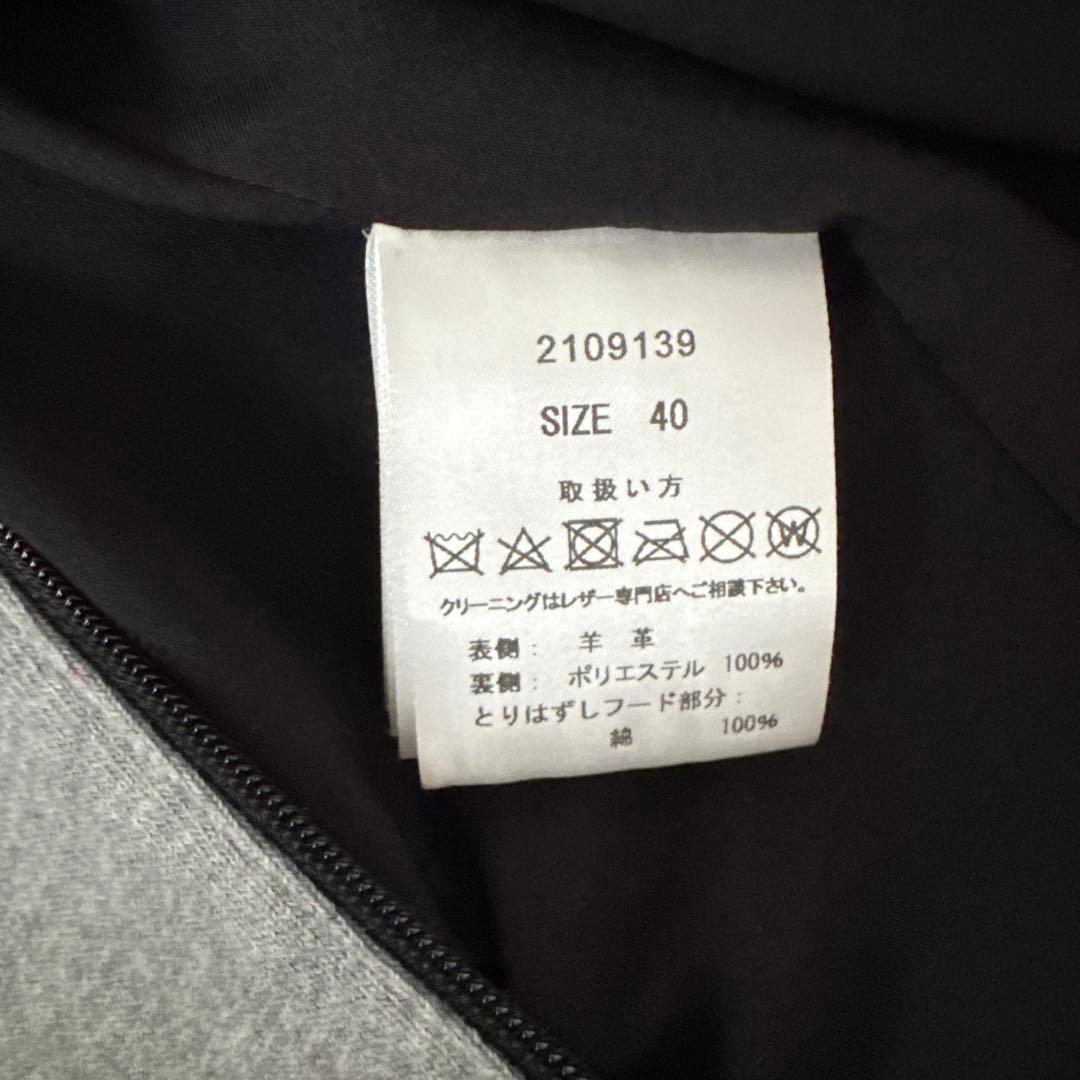 2109139
SIZE 40
取扱い方
W
クリーニングはレザー専門店へご相談下さい。
表側： 羊 革
裏側： ポリエステル 100%
とりはずしフード部分：
綿 100%